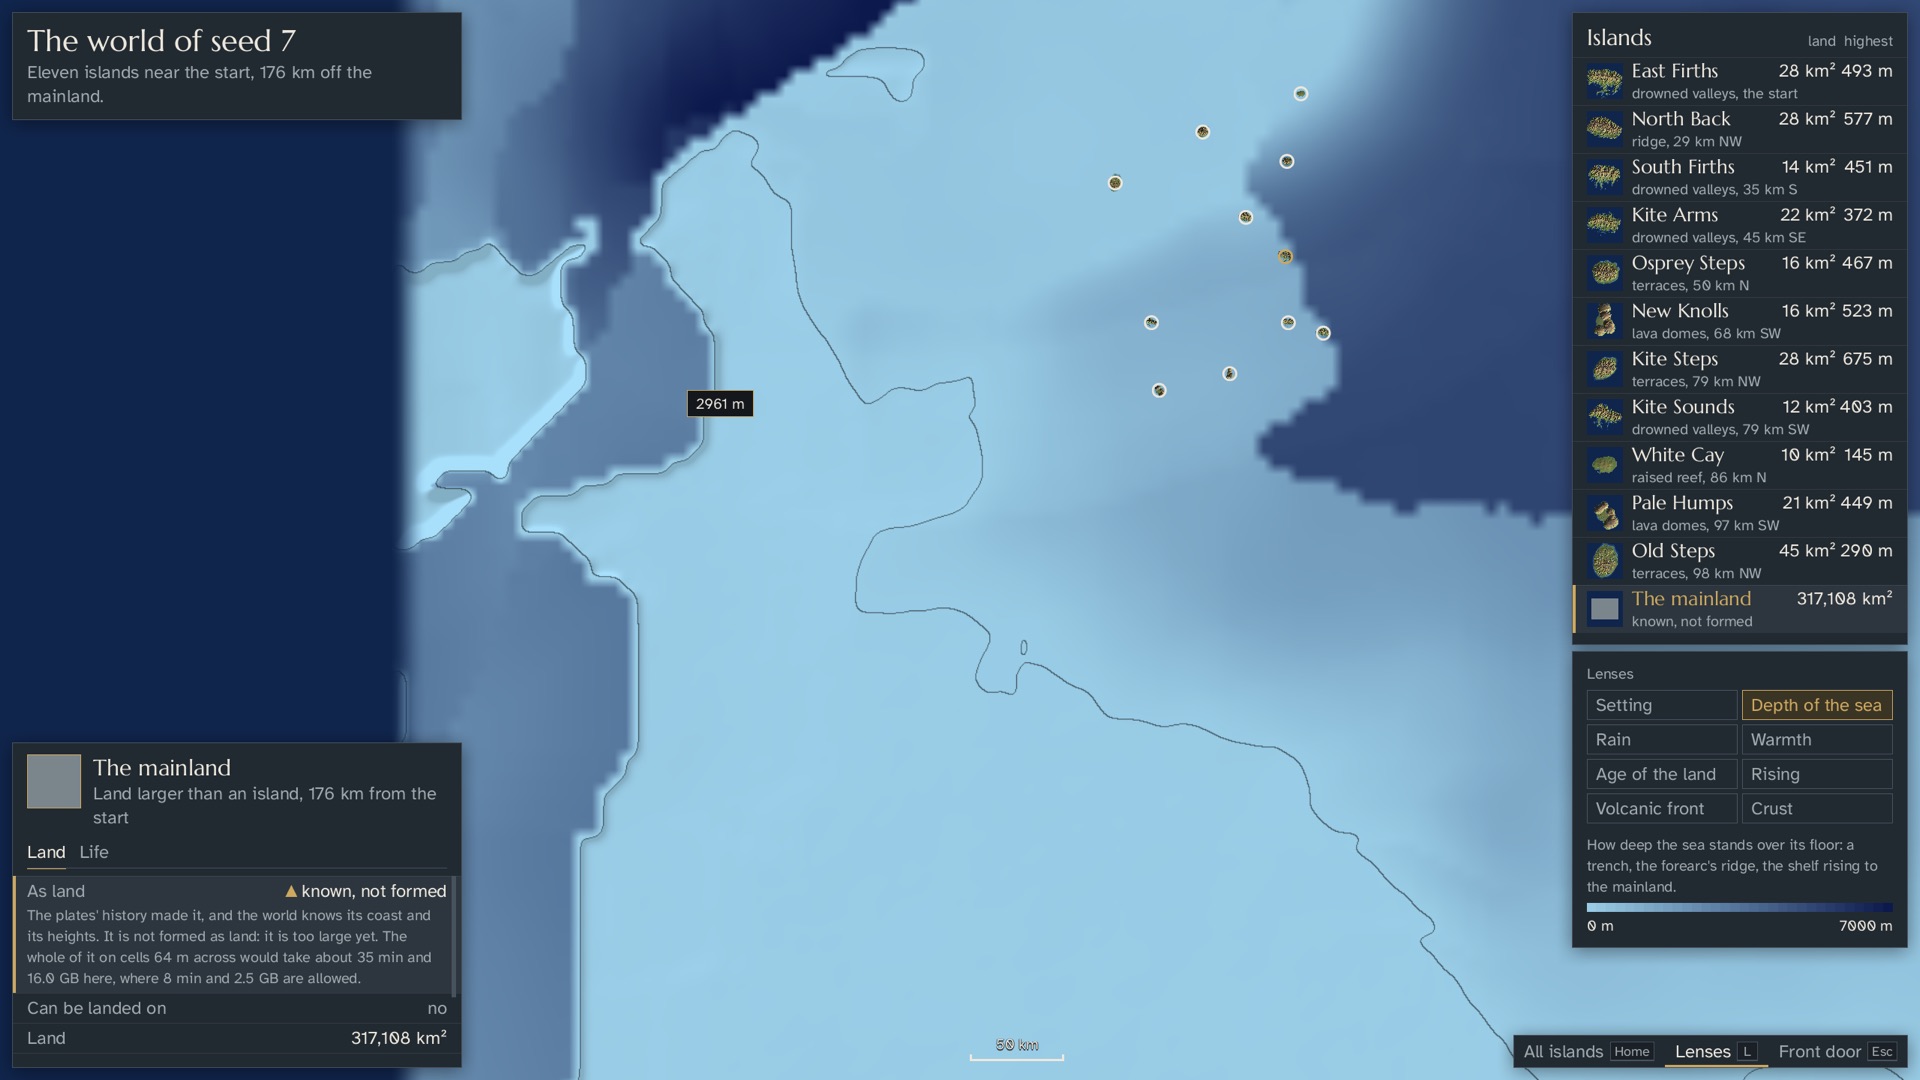 The world of seed 7
Eleven islands near the start, 176 km off the
mainland.
2961 m
50 km
Islands
land highest
East Firths 28 km² 493 m
drowned valleys, the start
North Back 28 km² 577 m
ridge, 29 km NW
South Firths 14 km² 451 m
drowned valleys, 35 km S
Kite Arms 22 km² 372 m
drowned valleys, 45 km SE
Osprey Steps 16 km² 467 m
terraces, 50 km N
New Knolls 16 km² 523 m
lava domes, 68 km SW
Kite Steps 28 km² 675 m
terraces, 79 km NW
Kite Sounds 12 km² 403 m
drowned valleys, 79 km SW
White Cay 10 km² 145 m
raised reef, 86 km N
Pale Humps 21 km² 449 m
lava domes, 97 km SW
Old Steps 45 km² 290 m
terraces, 98 km NW
The mainland 317,108 km²
known, not formed
Lenses
Setting Depth of the sea
Rain Warmth
Age of the land Rising
Volcanic front Crust
How deep the sea stands over its floor: a
trench, the forearc's ridge, the shelf rising to
the mainland.
0 m 7000 m
The mainland
Land larger than an island, 176 km from the
start
Land Life
As land ▲ known, not formed
The plates' history made it, and the world knows its coast and
its heights. It is not formed as land: it is too large yet. The
whole of it on cells 64 m across would take about 35 min and
16.0 GB here, where 8 min and 2.5 GB are allowed.
Can be landed on no
Land 317,108 km²
All islands Home Lenses L Front door Esc